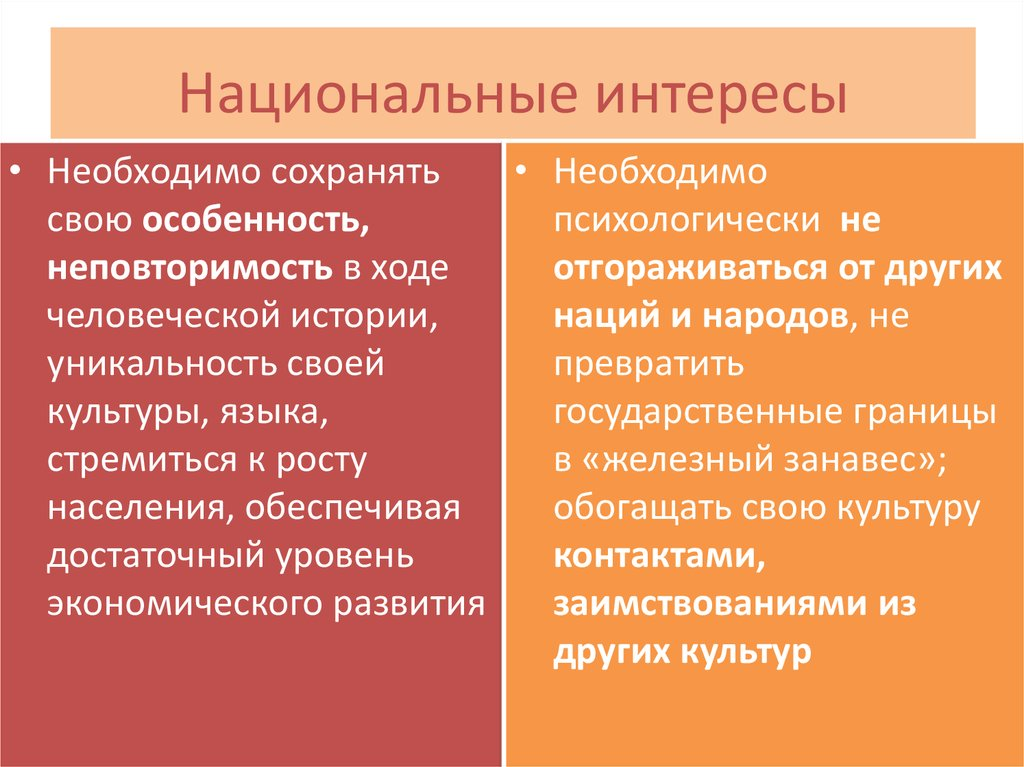 Национальные интересы
• Необходимо сохранять
свою особенность,
неповторимость в ходе
человеческой истории,
уникальность своей
культуры, языка,
стремиться к росту
населения, обеспечивая
достаточный уровень
экономического развития
• Необходимо
психологически не
отгораживаться от других
наций и народов, не
превратить
государственные границы
в «железный занавес»;
обогащать свою культуру
контактами,
заимствованиями из
других культур